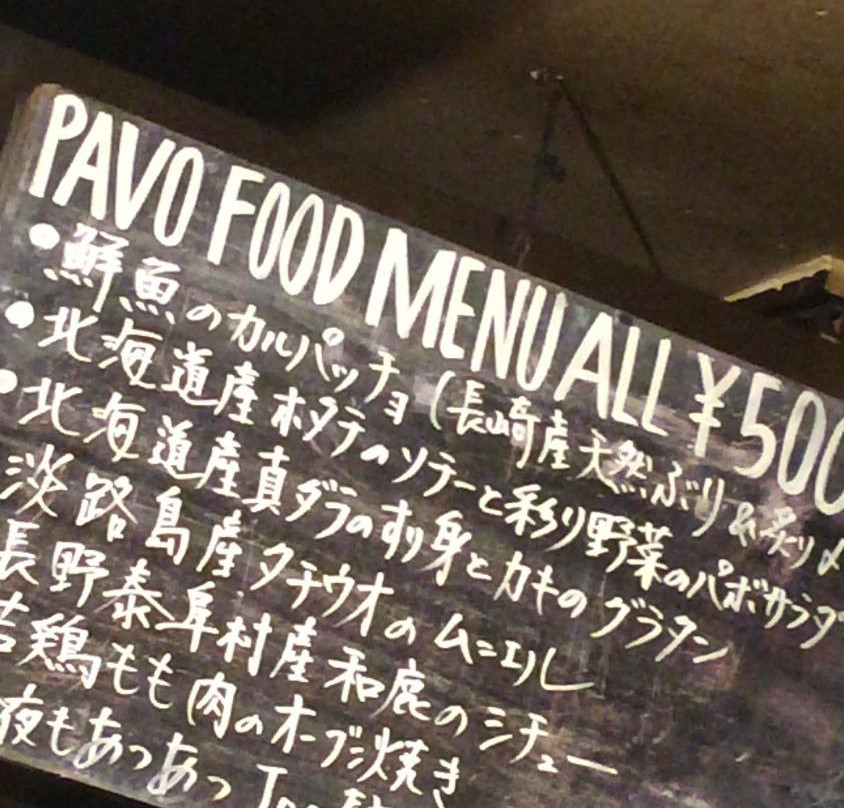 PAVO FOOD MENU ALL ¥500
・鮮魚のカルパッチョ(長崎産天然ぶり&炙り〆
・北海道産ホタテのソテーと彩り野菜のパボサラダ
・北海道産真ダラのすり身とカキのグラタン
淡路島産タチウオのムニエル
長野泰阜村産和鹿のシチュー
若鶏もも肉のオーブン焼き
夜もあつあつ